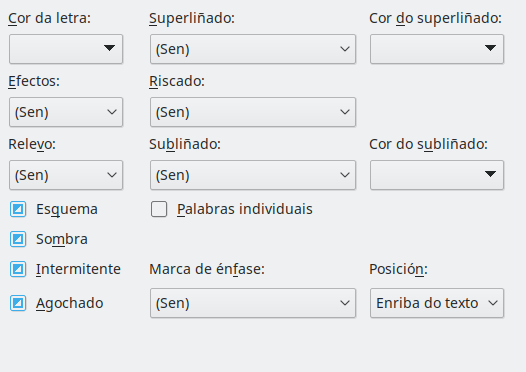 Cor da letra: Superliñado: Cor do superliñado:
(Sen)
Efectos: Riscado:
(Sen) (Sen)
Relevo: Subliñado: Cor do subliñado:
(Sen) (Sen)
Esquema Palabras individuais
Sombra
Intermitente Marca de énfase: Posición:
Agochado (Sen) Enriba do texto